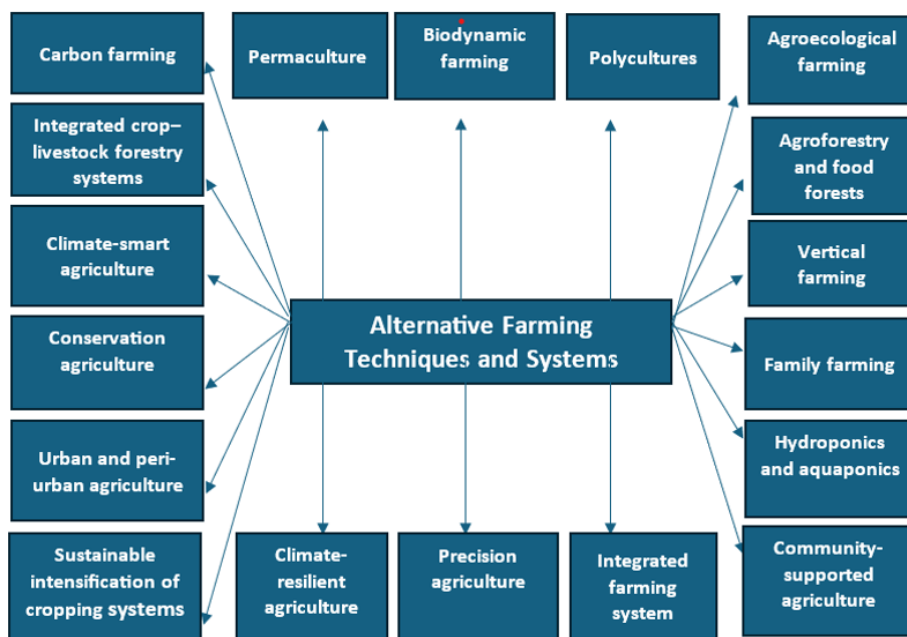 Carbon farming
Permaculture
Biodynamic
farming
Polycultures
Agroecological
farming
Integrated crop–
livestock forestry
systems
Agroforestry
and food
forests
Climate-smart
agriculture
Vertical
farming
Alternative Farming
Techniques and Systems
Conservation
agriculture
Family farming
Urban and peri-
urban agriculture
Hydroponics
and aquaponics
Sustainable
intensification of
cropping systems
Climate-
resilient
agriculture
Precision
agriculture
Integrated
farming
system
Community-
supported
agriculture